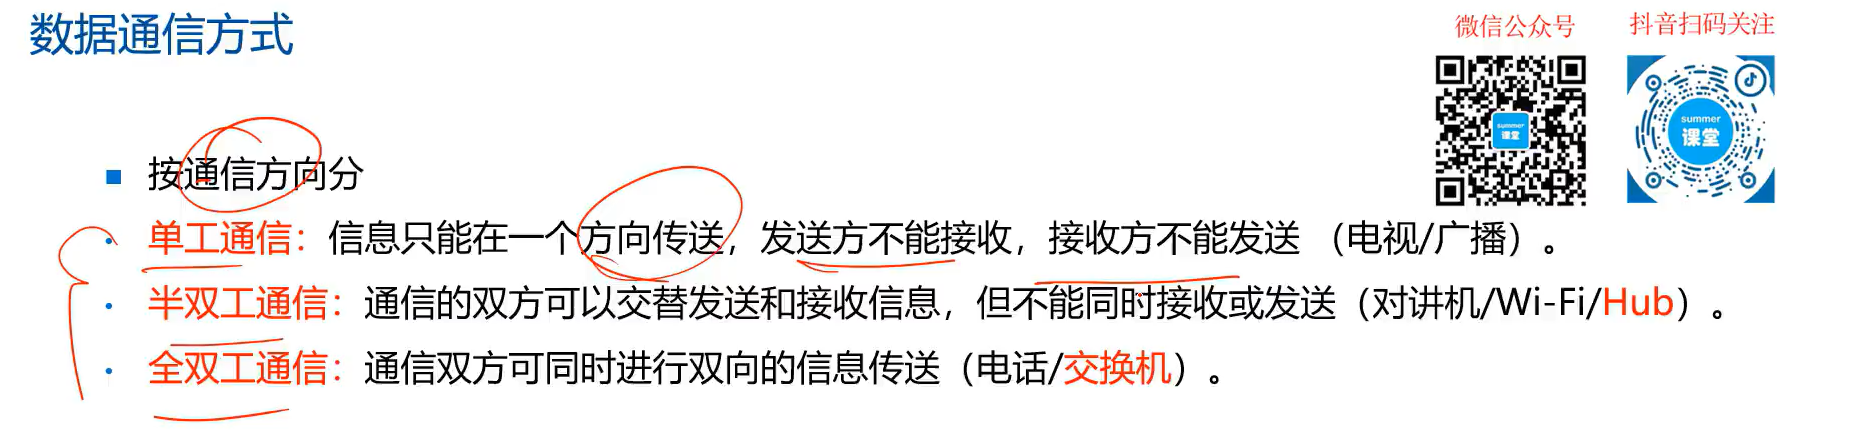 数据通信方式
微信公众号
抖音扫码关注
summer
课堂
summer
课堂
按通信方向分
单工通信：信息只能在一个方向传送，发送方不能接收，接收方不能发送（电视/广播）。
半双工通信：通信的双方可以交替发送和接收信息，但不能同时接收或发送（对讲机/Wi-Fi/Hub）。
全双工通信：通信双方可同时进行双向的信息传送（电话/交换机）。